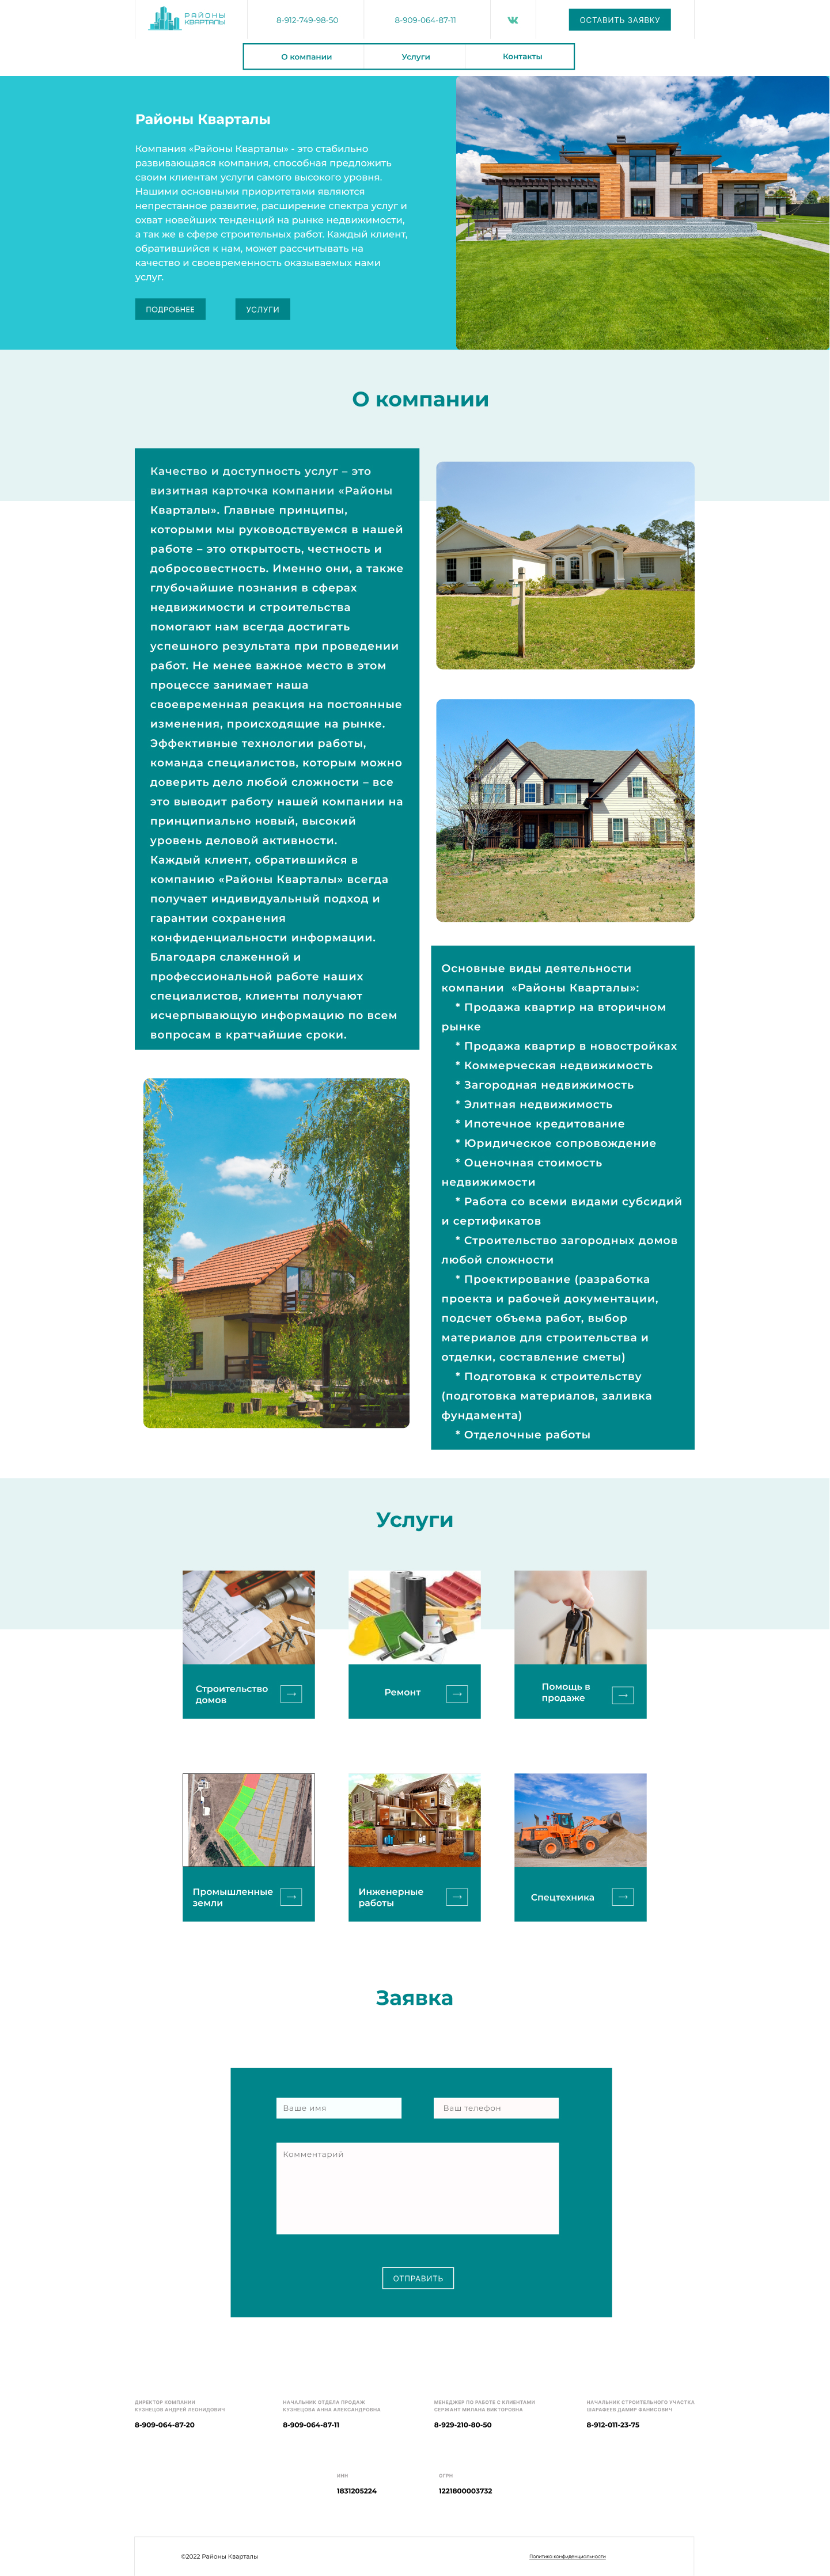 РАЙОНЫ
КВАРТАЛЫ
8-912-749-98-50
8-909-064-87-11
ОСТАВИТЬ ЗАЯВКУ
О компании
Услуги
Контакты
Районы Кварталы
Компания «Районы Кварталы» - это стабильно
развивающаяся компания, способная предложить
своим клиентам услуги самого высокого уровня.
Нашими основными приоритетами являются
непрестанное развитие, расширение спектра услуг и
охват новейших тенденций на рынке недвижимости,
а так же в сфере строительных работ. Каждый клиент,
обратившийся к нам, может рассчитывать на
качество и своевременность оказываемых нами
услуг.
ПОДРОБНЕЕ
УСЛУГИ
О компании
Качество и доступность услуг – это
визитная карточка компании «Районы
Кварталы». Главные принципы,
которыми мы руководствуемся в нашей
работе – это открытость, честность и
добросовестность. Именно они, а также
глубочайшие познания в сферах
недвижимости и строительства
помогают нам всегда достигать
успешного результата при проведении
работ. Не менее важное место в этом
процессе занимает наша
своевременная реакция на постоянные
изменения, происходящие на рынке.
Эффективные технологии работы,
команда специалистов, которым можно
доверить дело любой сложности – все
это выводит работу нашей компании на
принципиально новый, высокий
уровень деловой активности.
Каждый клиент, обратившийся в
компанию «Районы Кварталы» всегда
получает индивидуальный подход и
гарантии сохранения
конфиденциальности информации.
Благодаря слаженной и
профессиональной работе наших
специалистов, клиенты получают
исчерпывающую информацию по всем
вопросам в кратчайшие сроки.
Основные виды деятельности
компании «Районы Кварталы»:
* Продажа квартир на вторичном
рынке
* Продажа квартир в новостройках
* Коммерческая недвижимость
* Загородная недвижимость
* Элитная недвижимость
* Ипотечное кредитование
* Юридическое сопровождение
* Оценочная стоимость
недвижимости
* Работа со всеми видами субсидий
и сертификатов
* Строительство загородных домов
любой сложности
* Проектирование (разработка
проекта и рабочей документации,
подсчет объема работ, выбор
материалов для строительства и
отделки, составление сметы)
* Подготовка к строительству
(подготовка материалов, заливка
фундамента)
* Отделочные работы
Услуги
Строительство
домов
Ремонт
Помощь в
продаже
Промышленные
земли
Инженерные
работы
Спецтехника
Заявка
Ваше имя
Ваш телефон
Комментарий
ОТПРАВИТЬ
ДИРЕКТОР КОМПАНИИ
КУЗНЕЦОВ АНДРЕЙ ЛЕОНИДОВИЧ
8-909-064-87-20
НАЧАЛЬНИК ОТДЕЛА ПРОДАЖ
КУЗНЕЦОВА АННА АЛЕКСАНДРОВНА
8-909-064-87-11
МЕНЕДЖЕР ПО РАБОТЕ С КЛИЕНТАМИ
СЕРЖАНТ МИЛАНА ВИКТОРОВНА
8-929-210-80-50
НАЧАЛЬНИК СТРОИТЕЛЬНОГО УЧАСТКА
ШАРАФЕЕВ ДАМИР ФАНИСОВИЧ
8-912-011-23-75
ИНН
1831205224
ОГРН
1221800003732
©2022 Районы Кварталы
Политика конфиденциальности